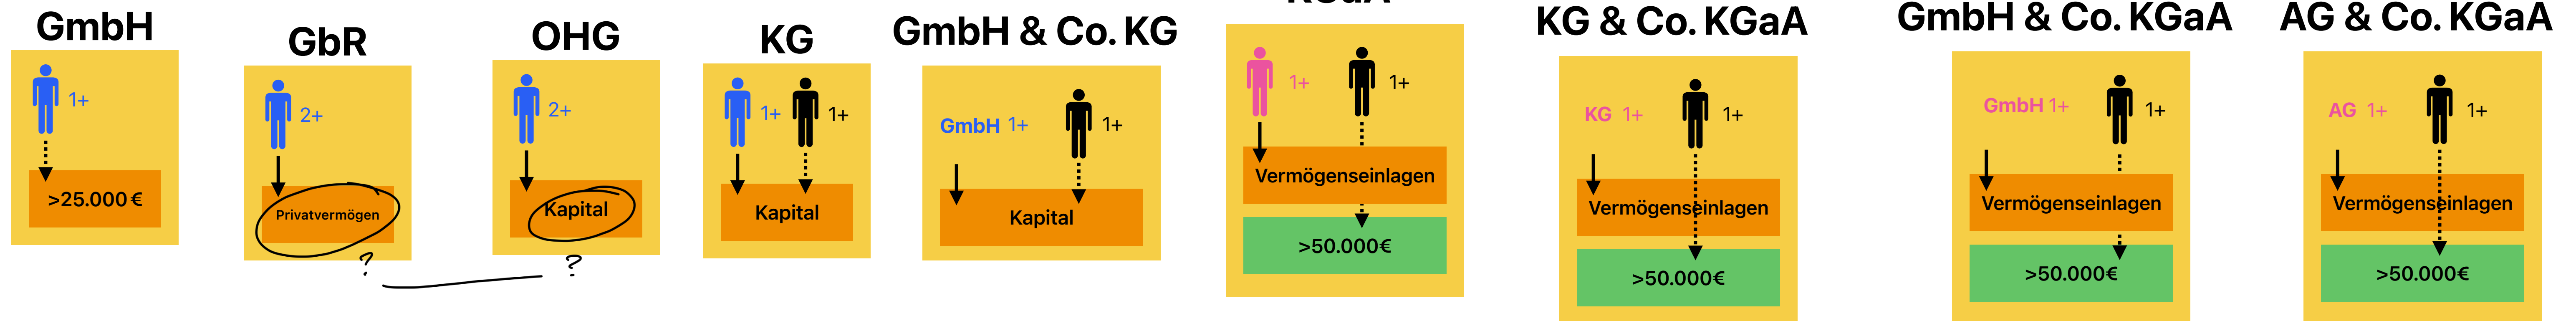 GmbH
1+
>25.000 €
GbR
2+
Privatvermögen
?
OHG
2+
Kapital
?
KG
1+ 1+
Kapital
GmbH & Co. KG
GmbH 1+ 1+
Kapital
KGaA
1+ 1+
Vermögenseinlagen
>50.000€
KG & Co. KGaA
KG 1+ 1+
Vermögenseinlagen
>50.000€
GmbH & Co. KGaA
GmbH 1+ 1+
Vermögenseinlagen
>50.000€
AG & Co. KGaA
AG 1+ 1+
Vermögenseinlagen
>50.000€